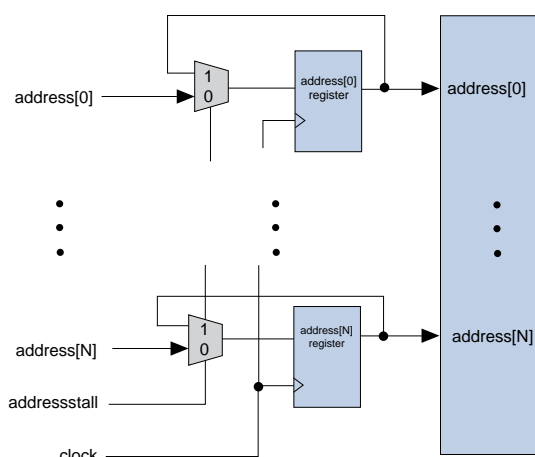 address[0]
1
0
address[0]
register
address[0]
address[N]
1
0
address[N]
register
address[N]
addressstall
clock